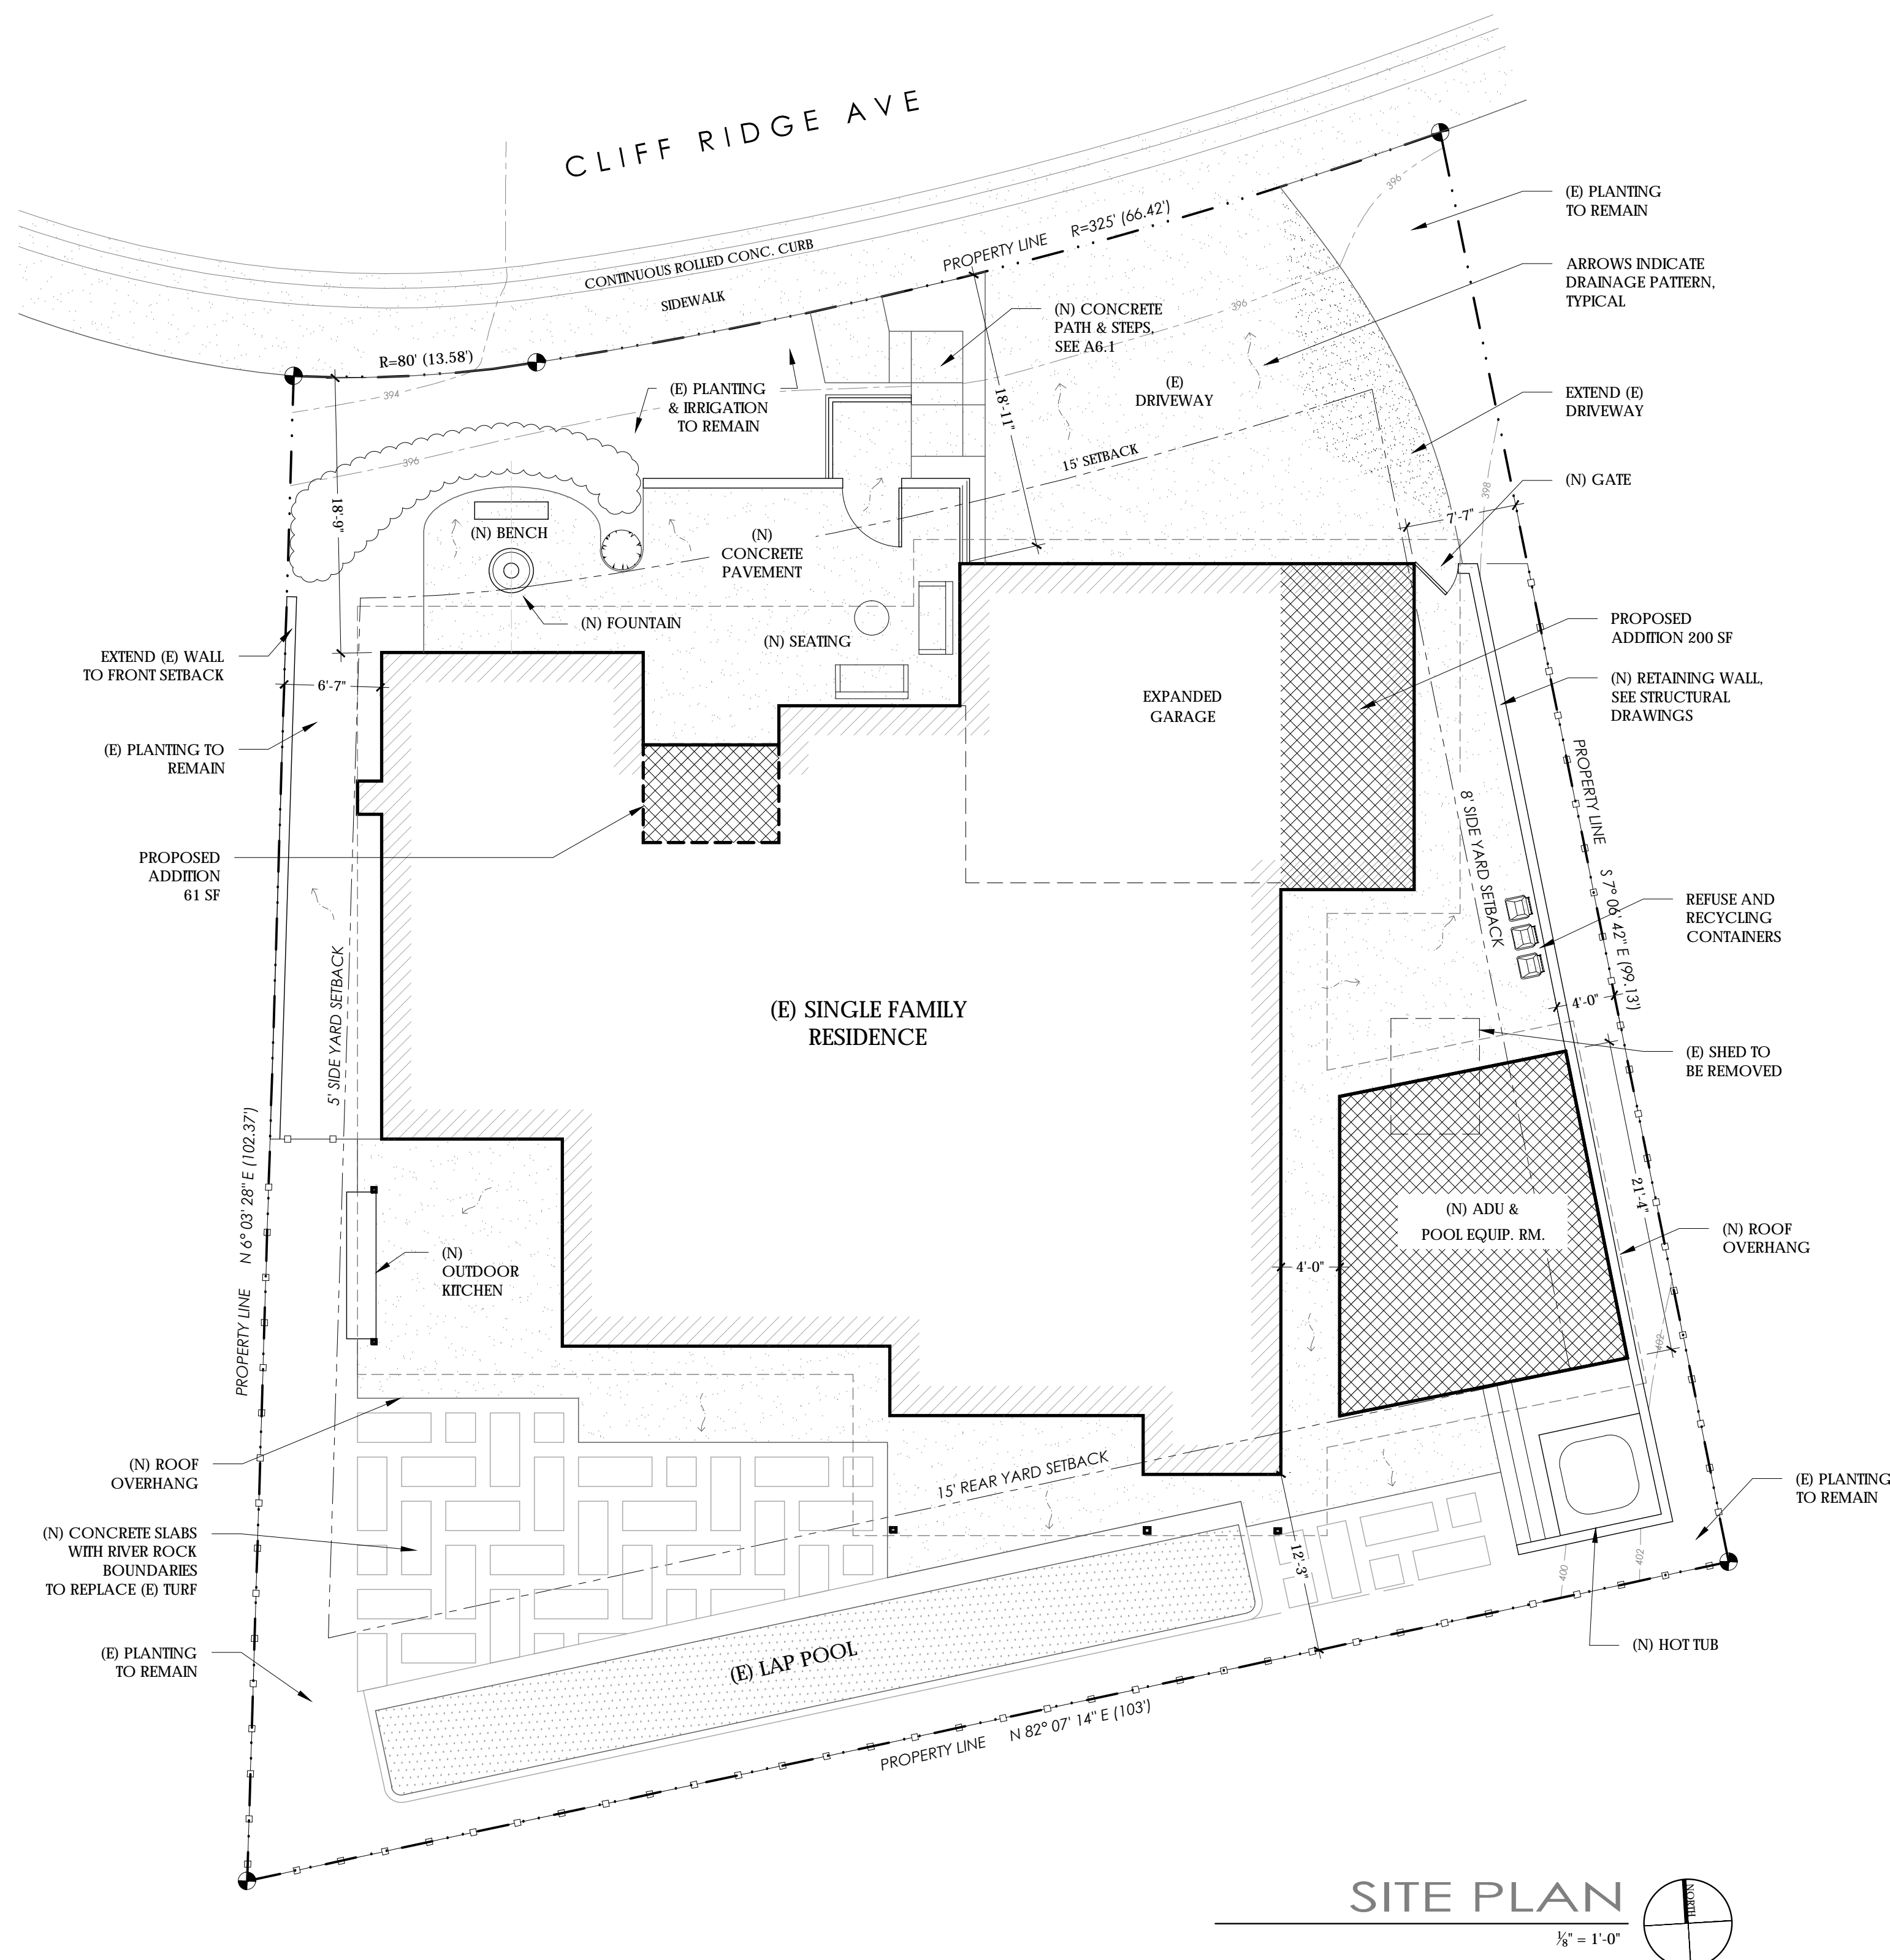 CLIFF RIDGE AVE
CONTINUOUS ROLLED CONC. CURB
SIDEWALK
PROPERTY LINE R=325' (66.42')
R=80' (13.58')
396
(E) PLANTING
TO REMAIN
ARROWS INDICATE
DRAINAGE PATTERN,
TYPICAL
(N) CONCRETE
PATH & STEPS,
SEE A6.1
396
394
(E) PLANTING
& IRRIGATION
TO REMAIN
18'-11"
(E)
DRIVEWAY
EXTEND (E)
DRIVEWAY
15' SETBACK
396
398
(N) GATE
18'-9"
7'-7"
(N) BENCH
(N)
CONCRETE
PAVEMENT
(N) FOUNTAIN
(N) SEATING
EXTEND (E) WALL
TO FRONT SETBACK
6'-7"
PROPOSED
ADDITION 200 SF
EXPANDED
GARAGE
(N) RETAINING WALL,
SEE STRUCTURAL
DRAWINGS
(E) PLANTING TO
REMAIN
PROPERTY LINE S 7° 06' 42" E (99.13')
8' SIDE YARD SETBACK
PROPOSED
ADDITION
61 SF
REFUSE AND
RECYCLING
CONTAINERS
5' SIDE YARD SETBACK
(E) SINGLE FAMILY
RESIDENCE
4'-0"
(E) SHED TO
BE REMOVED
PROPERTY LINE N 6° 03' 28" E (102.37')
(N) ADU &
POOL EQUIP. RM.
21'-4"
(N) ROOF
OVERHANG
(N)
OUTDOOR
KITCHEN
4'-0"
402
(N) ROOF
OVERHANG
15' REAR YARD SETBACK
(E) PLANTING
TO REMAIN
(N) CONCRETE SLABS
WITH RIVER ROCK
BOUNDARIES
TO REPLACE (E) TURF
12'-3"
400
402
(E) PLANTING
TO REMAIN
(E) LAP POOL
(N) HOT TUB
PROPERTY LINE N 82° 07' 14" E (103')
SITE PLAN
NORTH
⅛" = 1'-0"